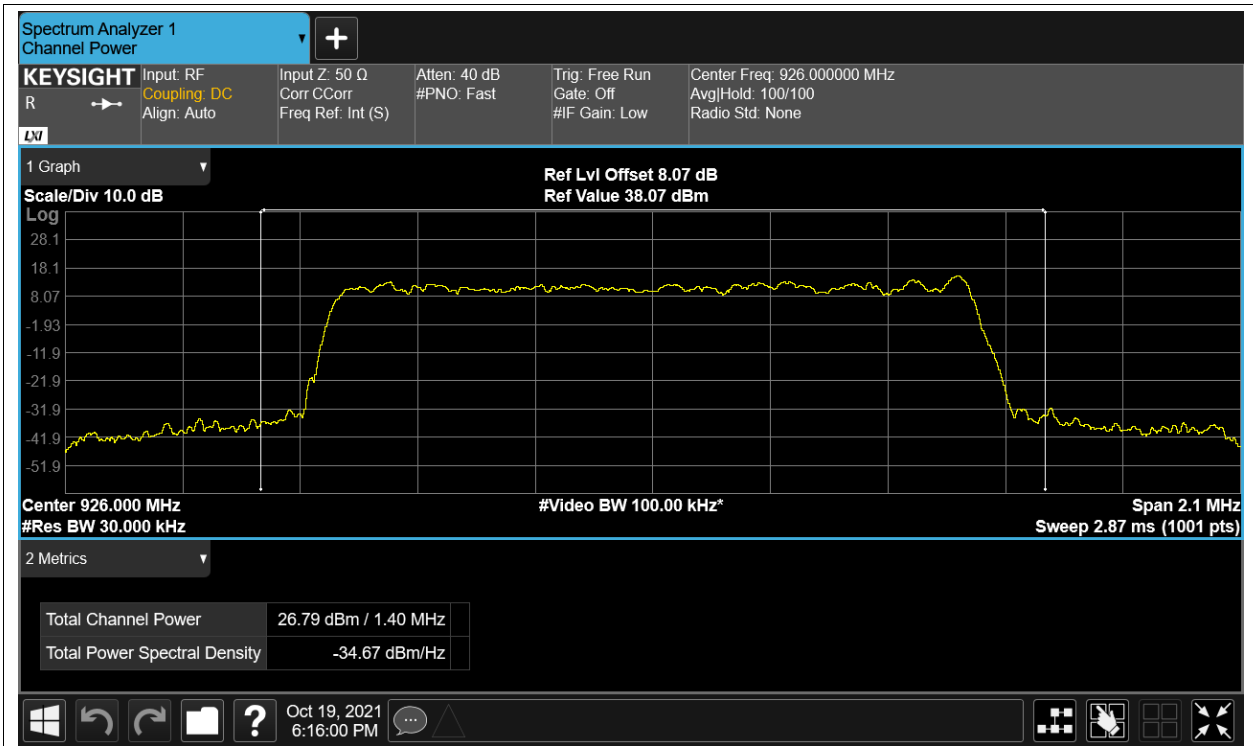 Spectrum Analyzer 1
Channel Power
KEYSIGHT
R
LXI
Input: RF
Coupling: DC
Align: Auto
Input Z: 50 Ω
Corr CCorr
Freq Ref: Int (S)
Atten: 40 dB
#PNO: Fast
Trig: Free Run
Gate: Off
#IF Gain: Low
Center Freq: 926.000000 MHz
Avg|Hold: 100/100
Radio Std: None
1 Graph
Scale/Div 10.0 dB
Ref Lvl Offset 8.07 dB
Ref Value 38.07 dBm
Log
28.1
18.1
8.07
-1.93
-11.9
-21.9
-31.9
-41.9
-51.9
Center 926.000 MHz
#Video BW 100.00 kHz*
Span 2.1 MHz
#Res BW 30.000 kHz
Sweep 2.87 ms (1001 pts)
2 Metrics
Total Channel Power 26.79 dBm / 1.40 MHz
Total Power Spectral Density -34.67 dBm/Hz
?
Oct 19, 2021
6:16:00 PM